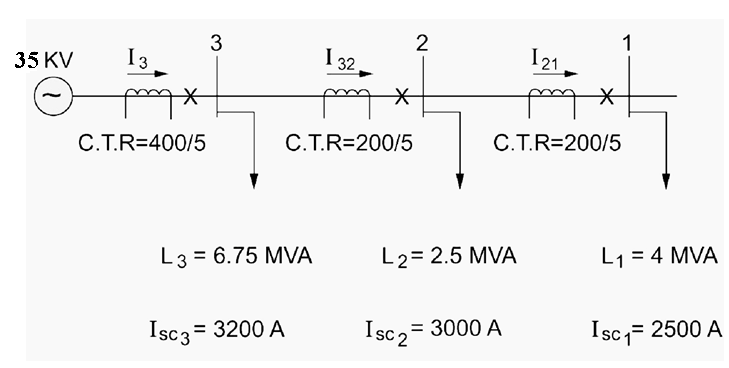 3 2 1
35 KV I3 I32 I21
~
C.T.R=400/5 C.T.R=200/5 C.T.R=200/5
L3 = 6.75 MVA L2= 2.5 MVA L1 = 4 MVA
Isc3= 3200 A Isc2= 3000 A Isc1= 2500 A